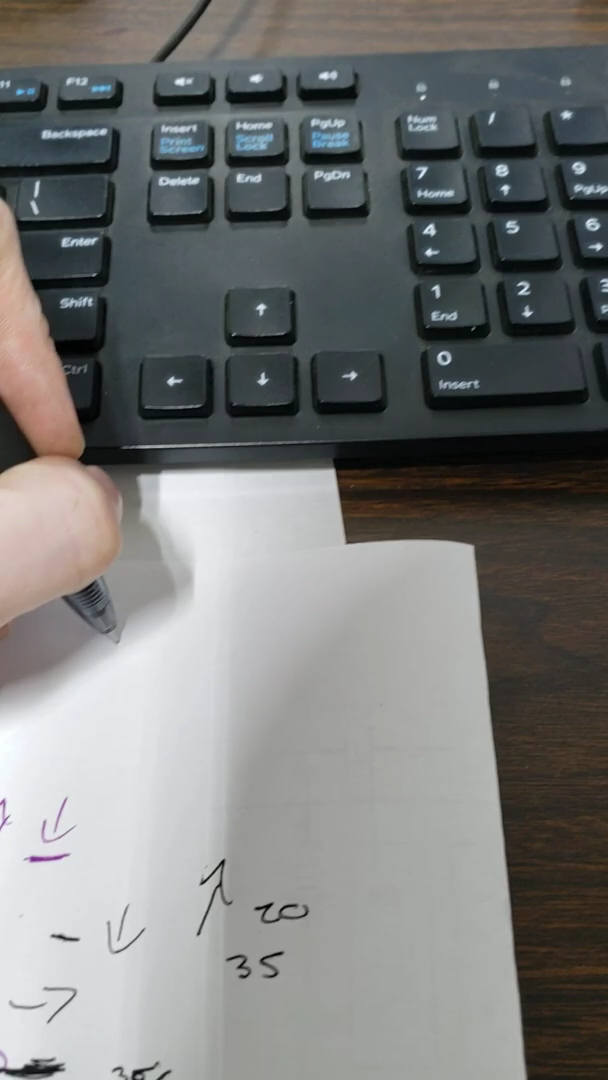 F12
Backspace
Insert Home PgUp
Print Screen Scroll Lock Pause Break
Num Lock / *
| \
Delete End PgDn
7 Home 8 ↑ 9 PgUp
Enter
4 ← 5 6 →
Shift
↑
1 End 2 ↓ 3
Ctrl
← ↓ →
0 Insert
↓
- ↓ ↑ 20
35
→